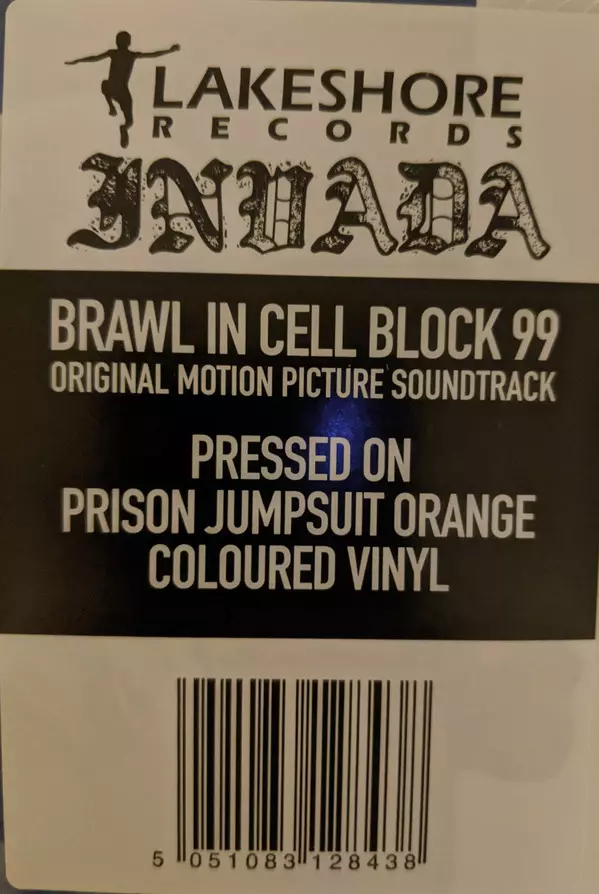 LAKESHORE
RECORDS
INVADA
BRAWL IN CELL BLOCK 99
ORIGINAL MOTION PICTURE SOUNDTRACK
PRESSED ON
PRISON JUMPSUIT ORANGE
COLOURED VINYL
5 051083 128438